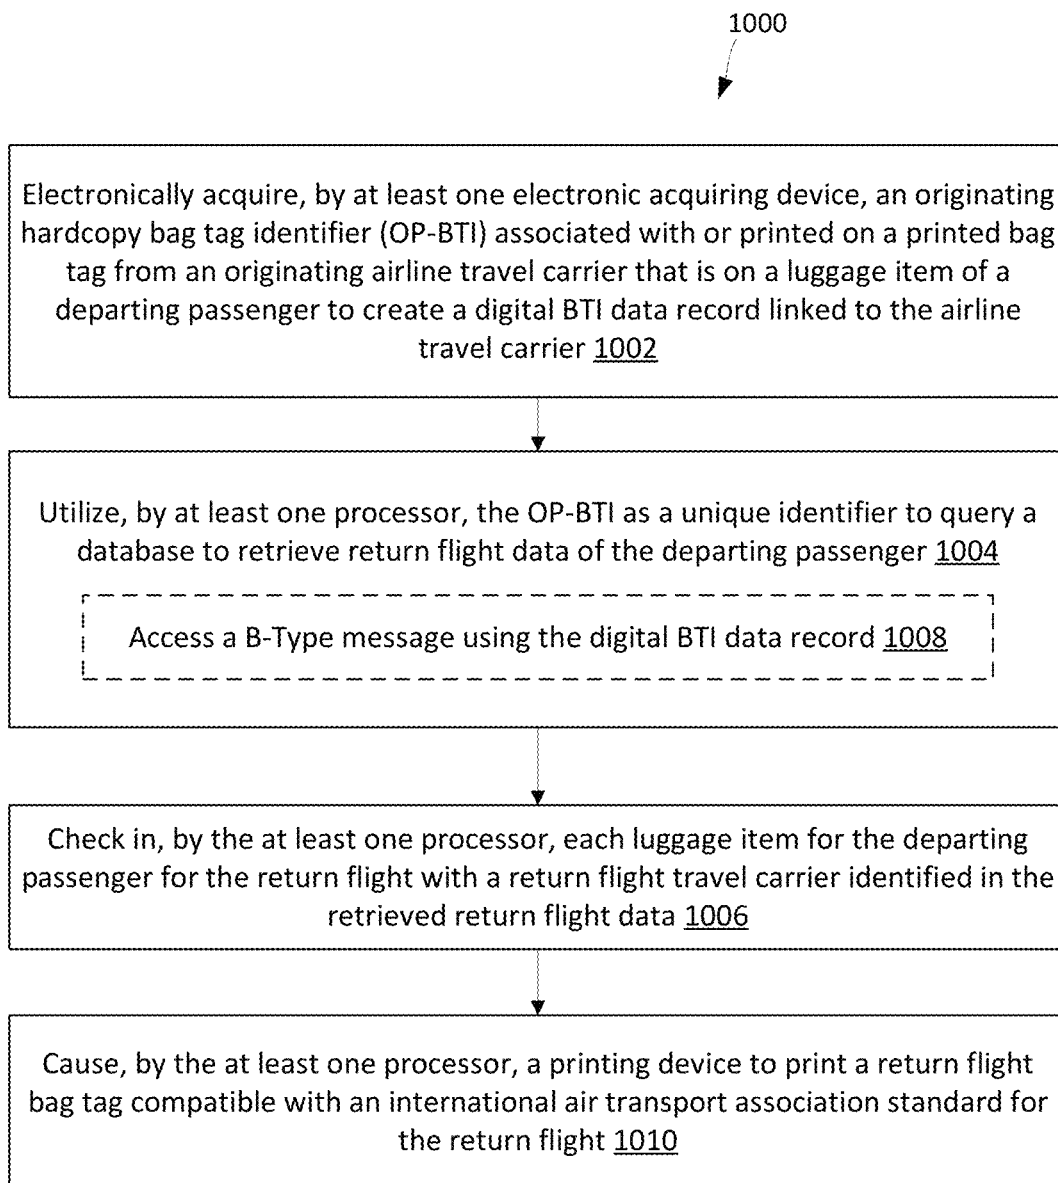 1000
Electronically acquire, by at least one electronic acquiring device, an originating
hardcopy bag tag identifier (OP-BTI) associated with or printed on a printed bag
tag from an originating airline travel carrier that is on a luggage item of a
departing passenger to create a digital BTI data record linked to the airline
travel carrier 1002
Utilize, by at least one processor, the OP-BTI as a unique identifier to query a
database to retrieve return flight data of the departing passenger 1004
Access a B-Type message using the digital BTI data record 1008
Check in, by the at least one processor, each luggage item for the departing
passenger for the return flight with a return flight travel carrier identified in the
retrieved return flight data 1006
Cause, by the at least one processor, a printing device to print a return flight
bag tag compatible with an international air transport association standard for
the return flight 1010